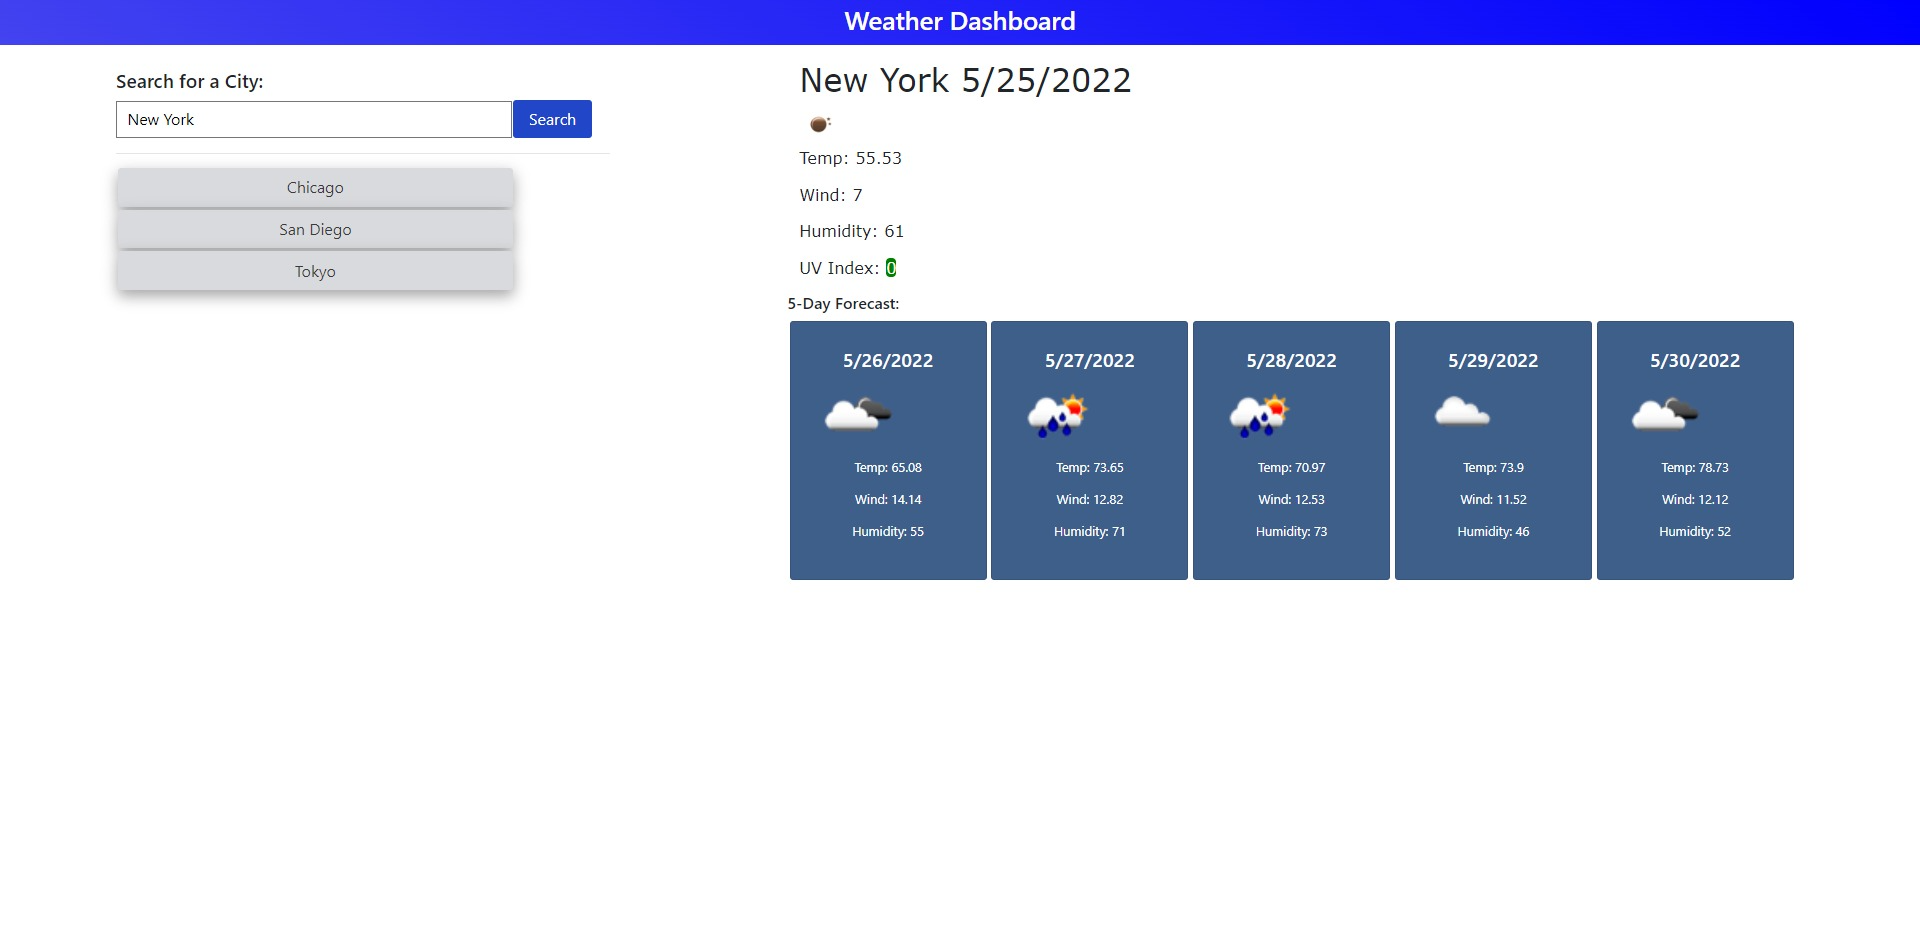 Weather Dashboard
Search for a City:
New York
Search
Chicago
San Diego
Tokyo
New York 5/25/2022
Temp: 55.53
Wind: 7
Humidity: 61
UV Index: 0
5-Day Forecast:
5/26/2022
Temp: 65.08
Wind: 14.14
Humidity: 55
5/27/2022
Temp: 73.65
Wind: 12.82
Humidity: 71
5/28/2022
Temp: 70.97
Wind: 12.53
Humidity: 73
5/29/2022
Temp: 73.9
Wind: 11.52
Humidity: 46
5/30/2022
Temp: 78.73
Wind: 12.12
Humidity: 52